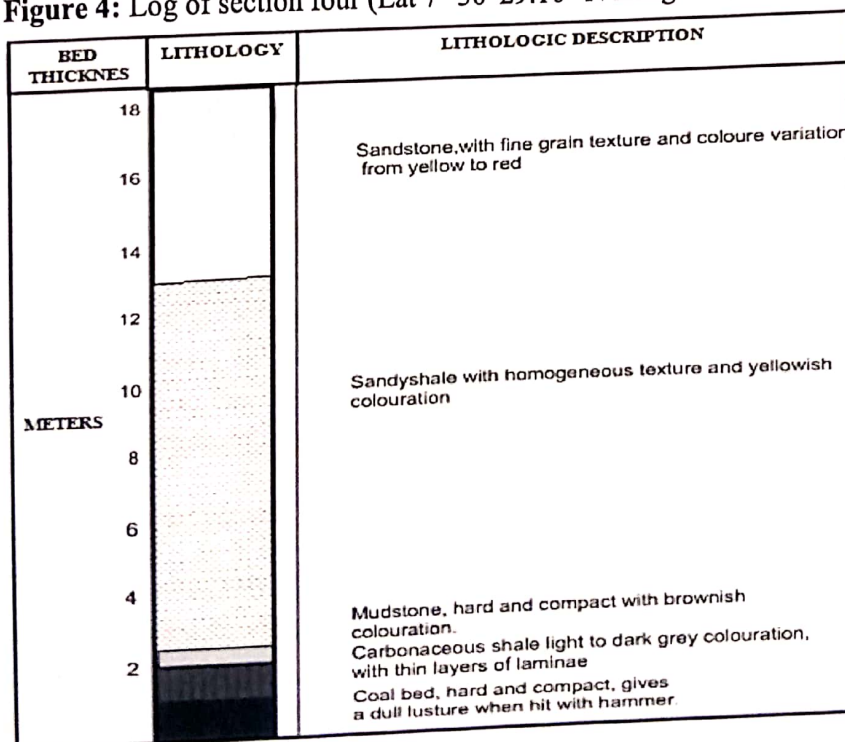 Figure 4: Log of section four (Lat 7
BED THICKNES
LITHOLOGY
LITHOLOGIC DESCRIPTION
18
16
14
12
10
METERS
8
6
4
2
Sandstone,with fine grain texture and coloure variation
from yellow to red
Sandyshale with homogeneous texture and yellowish
colouration
Mudstone, hard and compact with brownish
colouration.
Carbonaceous shale light to dark grey colouration,
with thin layers of laminae
Coal bed, hard and compact, gives
a dull lusture when hit with hammer.